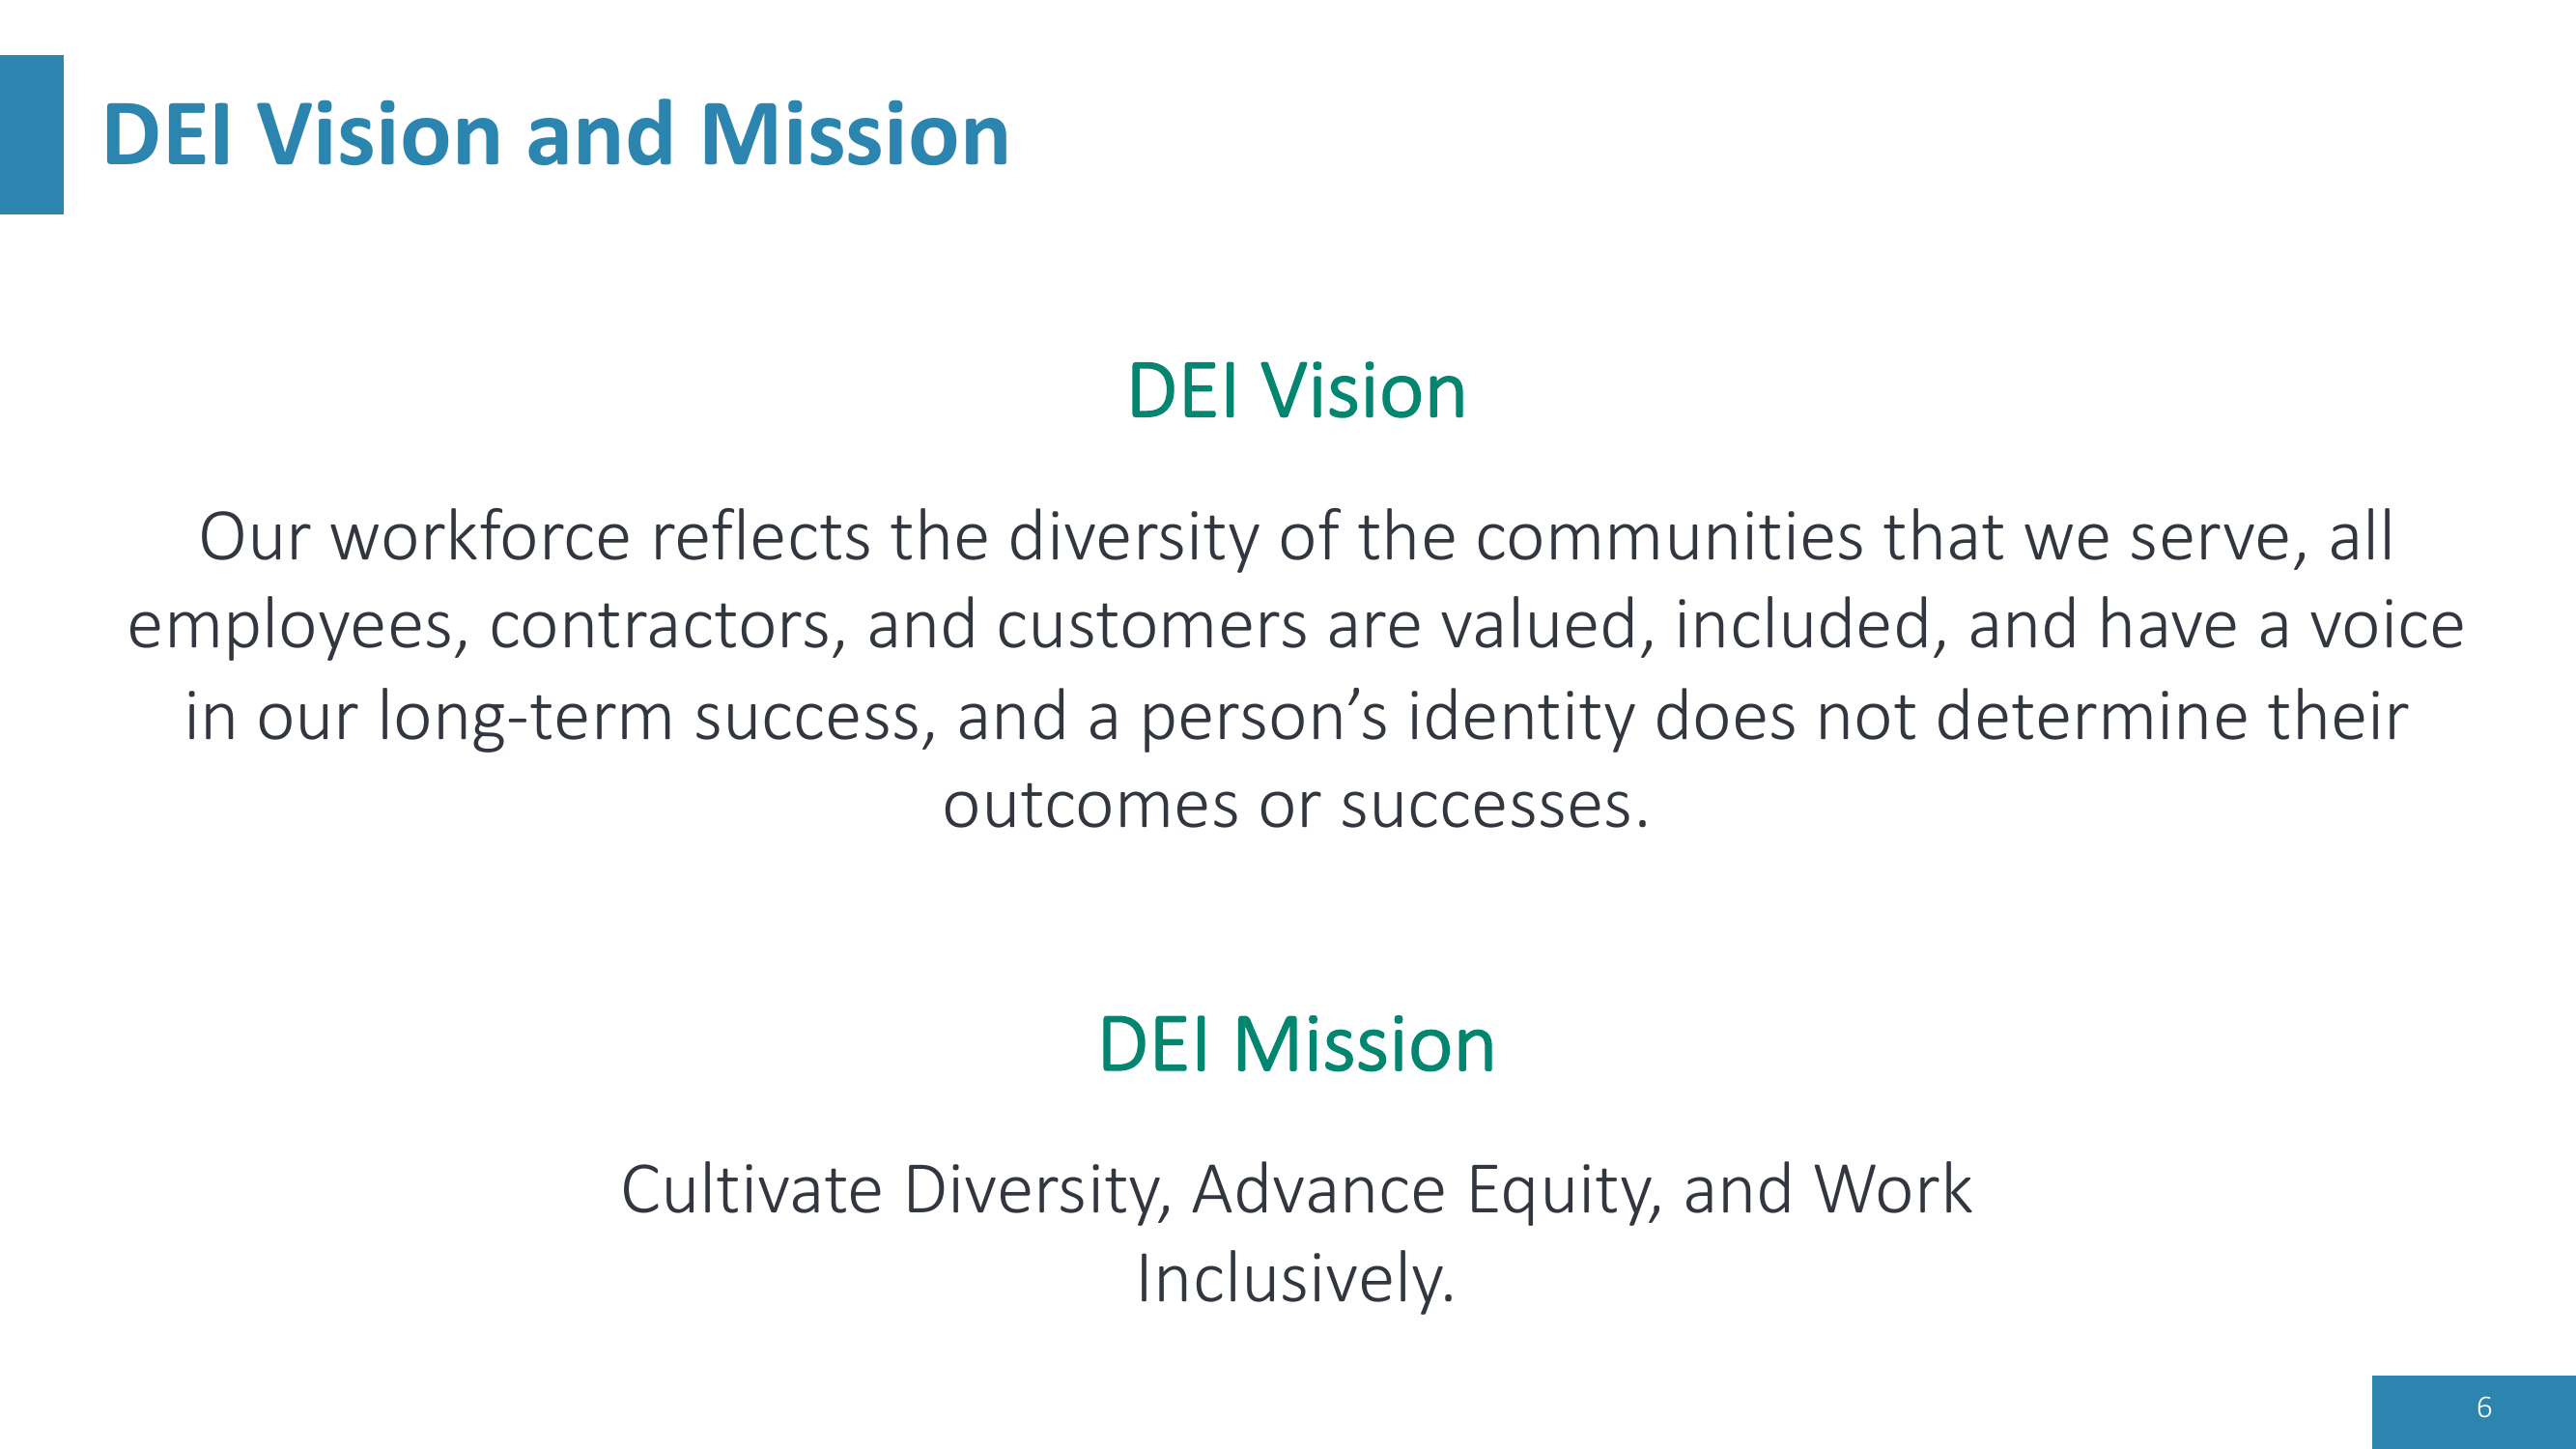 DEI Vision and Mission
DEI Vision
Our workforce reflects the diversity of the communities that we serve, all
employees, contractors, and customers are valued, included, and have a voice
in our long-term success, and a person’s identity does not determine their
outcomes or successes.
DEI Mission
Cultivate Diversity, Advance Equity, and Work
Inclusively.
6